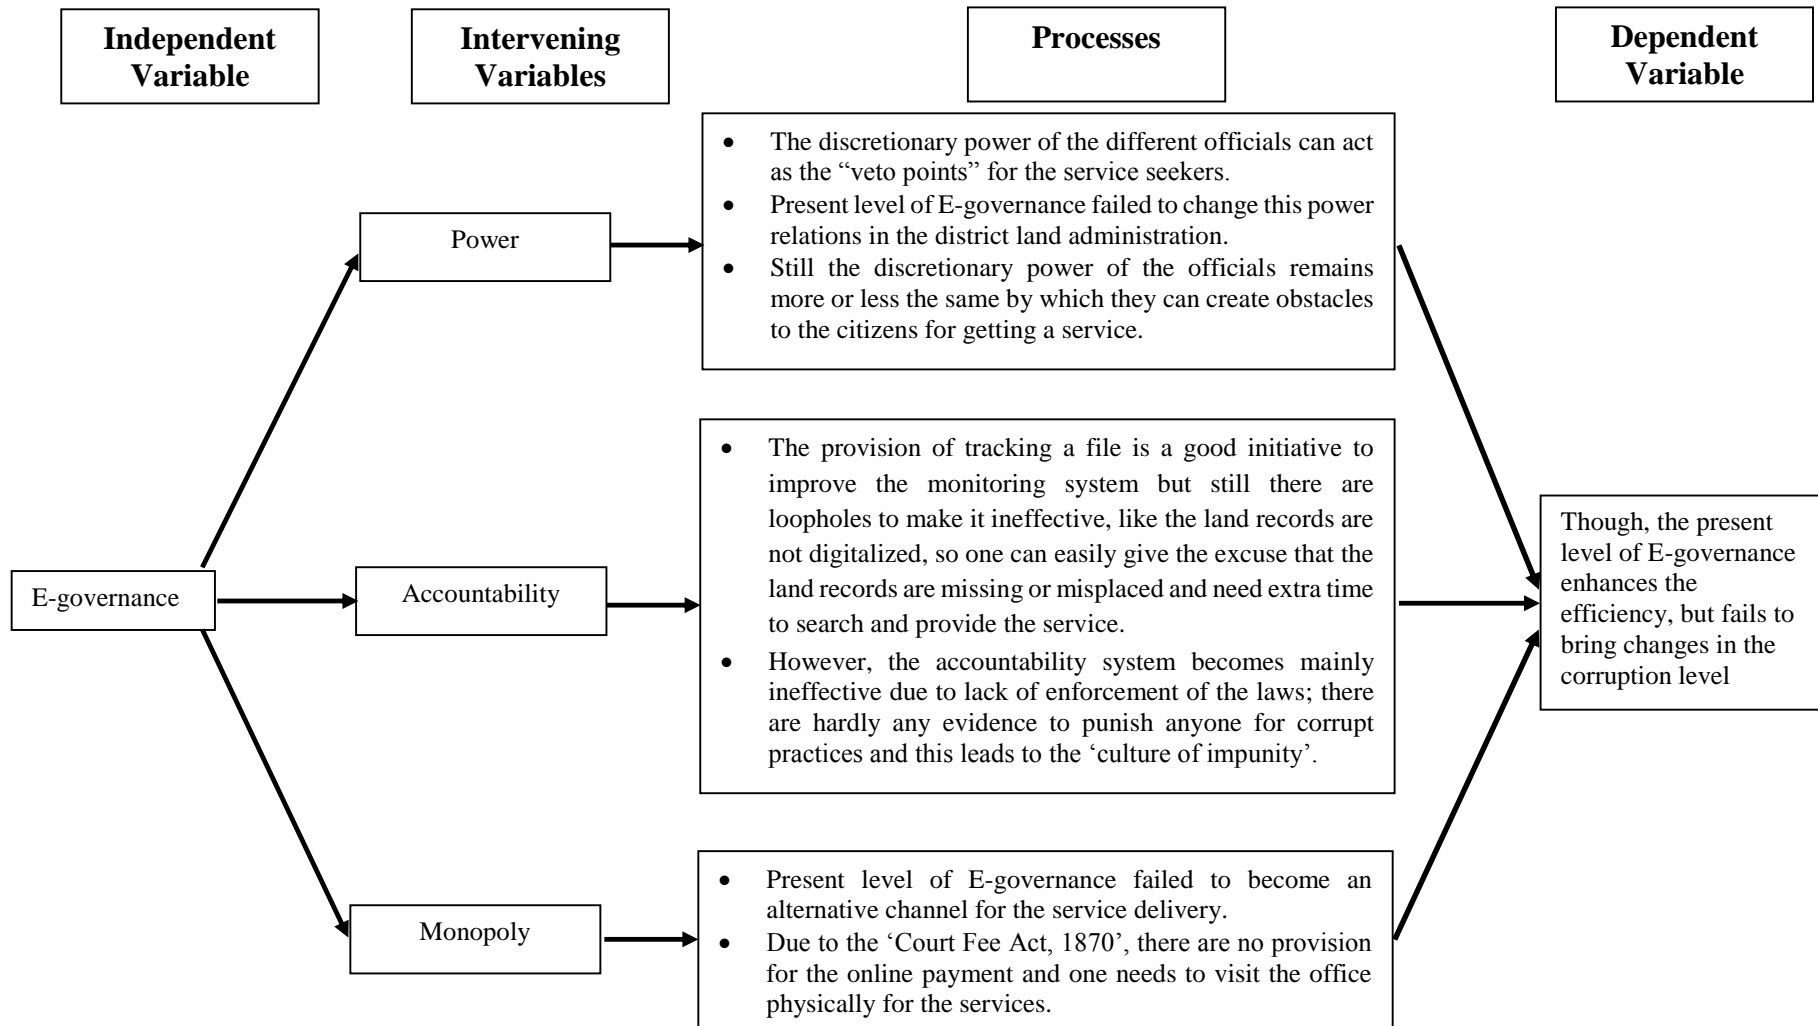 Independent
Variable
Intervening
Variables
Processes
Dependent
Variable
E-governance
Power
• The discretionary power of the different officials can act
as the “veto points” for the service seekers.
• Present level of E-governance failed to change this power
relations in the district land administration.
• Still the discretionary power of the officials remains
more or less the same by which they can create obstacles
to the citizens for getting a service.
Accountability
• The provision of tracking a file is a good initiative to
improve the monitoring system but still there are
loopholes to make it ineffective, like the land records are
not digitalized, so one can easily give the excuse that the
land records are missing or misplaced and need extra time
to search and provide the service.
• However, the accountability system becomes mainly
ineffective due to lack of enforcement of the laws; there
are hardly any evidence to punish anyone for corrupt
practices and this leads to the ‘culture of impunity’.
Monopoly
• Present level of E-governance failed to become an
alternative channel for the service delivery.
• Due to the ‘Court Fee Act, 1870’, there are no provision
for the online payment and one needs to visit the office
physically for the services.
Though, the present
level of E-governance
enhances the
efficiency, but fails to
bring changes in the
corruption level